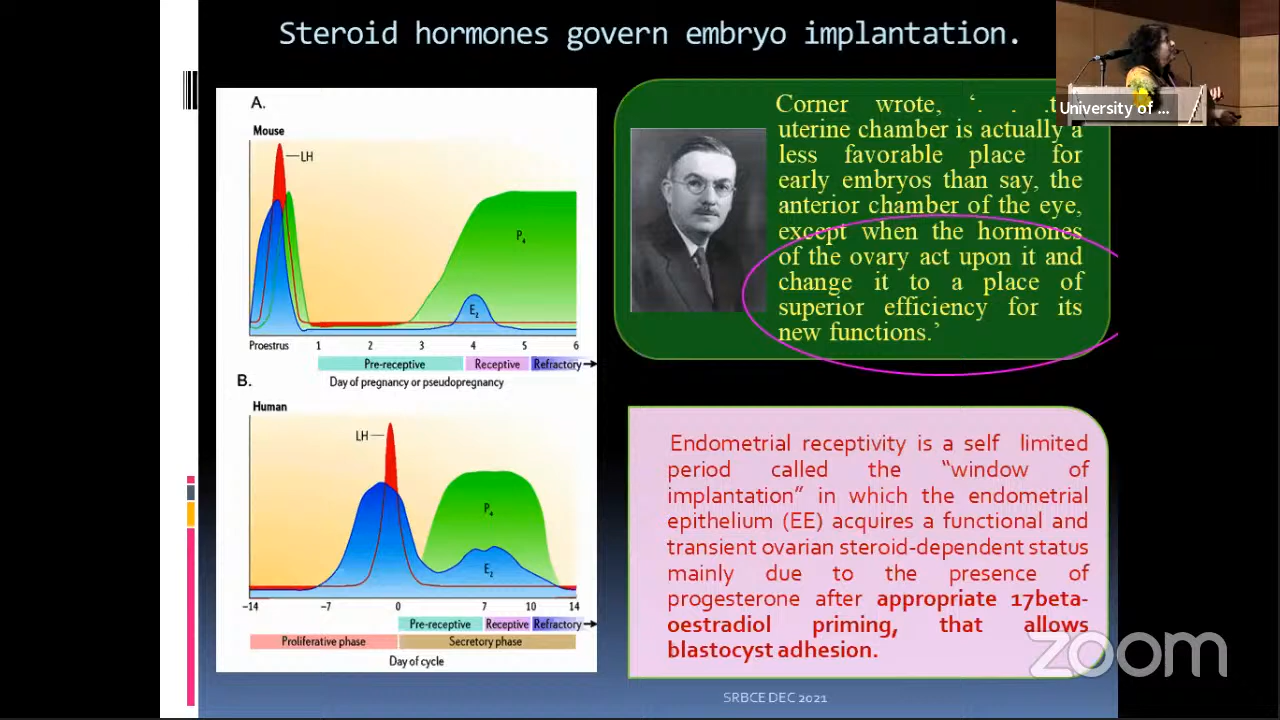 Steroid hormones govern embryo implantation.
A.
Mouse
LH
P4
E2
Proestrus 1 2 3 4 5 6
Pre-receptive Receptive Refractory
Day of pregnancy or pseudopregnancy
B.
Human
LH
P4
E2
-14 -7 0 7 10 14
Pre-receptive Receptive Refractory
Proliferative phase Secretory phase
Day of cycle
Corner wrote, ‘. . .
uterine chamber is actually a
less favorable place for
early embryos than say, the
anterior chamber of the eye,
except when the hormones
of the ovary act upon it and
change it to a place of
superior efficiency for its
new functions.’
University of ...
Endometrial receptivity is a self limited
period called the “window of
implantation” in which the endometrial
epithelium (EE) acquires a functional and
transient ovarian steroid-dependent status
mainly due to the presence of
progesterone after appropriate 17beta-
oestradiol priming, that allows
blastocyst adhesion.
zoom
SRBCE DEC 2021